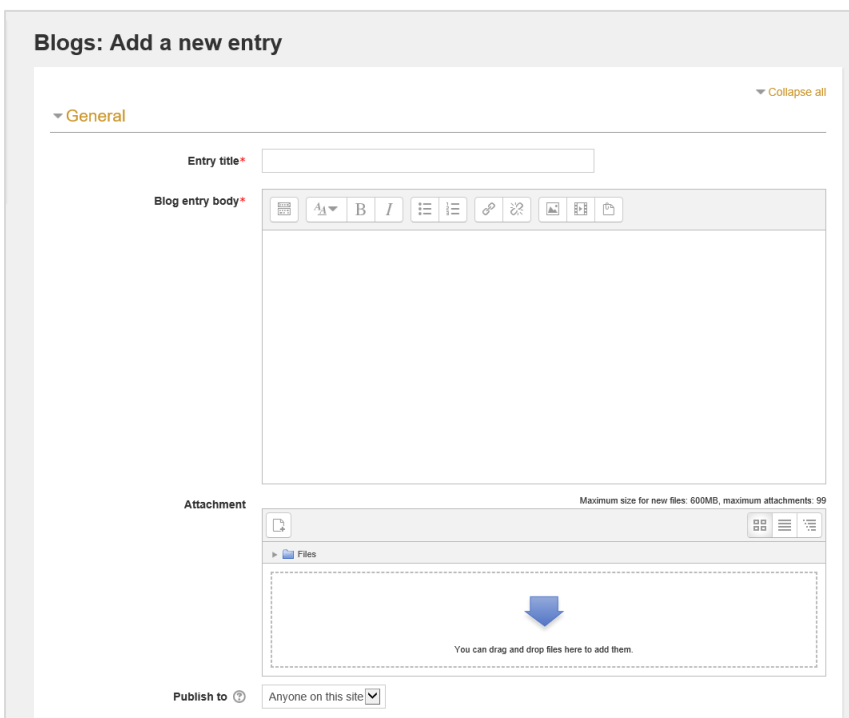 Blogs: Add a new entry
Collapse all
General
Entry title*
Blog entry body*
B I
Attachment
Maximum size for new files: 600MB, maximum attachments: 99
Files
You can drag and drop files here to add them.
Publish to
Anyone on this site